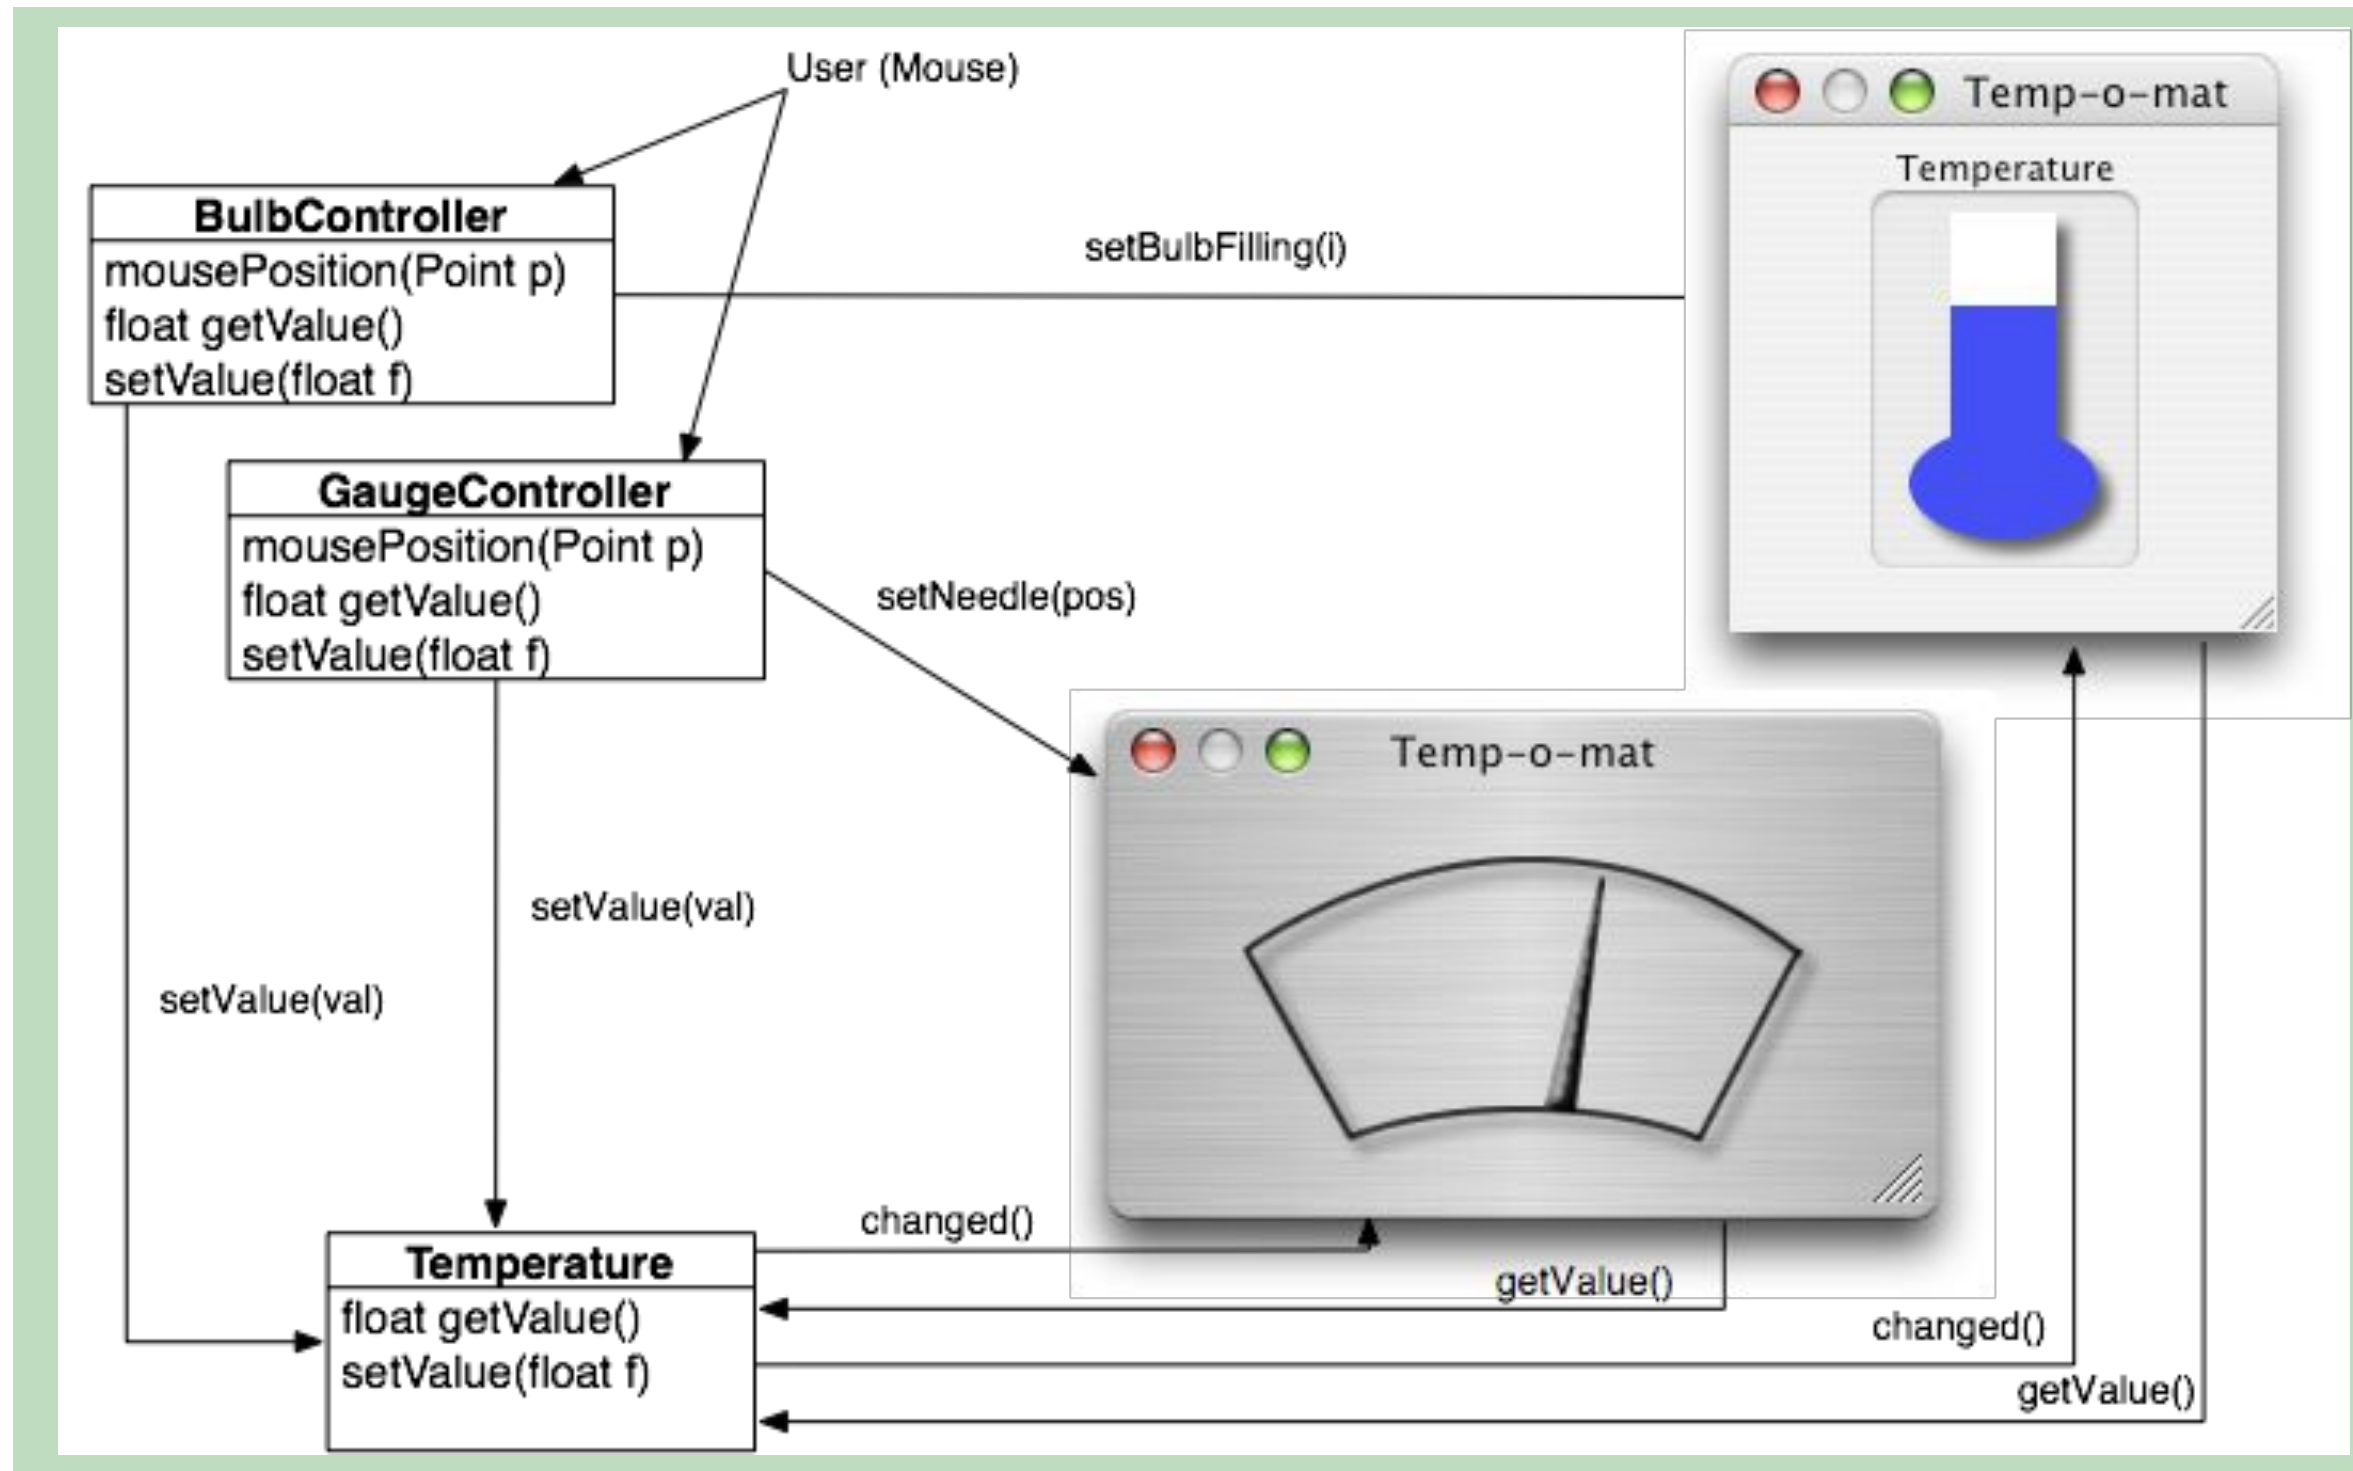 User (Mouse)
Temp-o-mat
Temperature
BulbController
mousePosition(Point p)
float getValue()
setValue(float f)
setBulbFilling(i)
GaugeController
mousePosition(Point p)
float getValue()
setValue(float f)
setNeedle(pos)
Temp-o-mat
setValue(val)
setValue(val)
changed()
Temperature
float getValue()
setValue(float f)
getValue()
changed()
getValue()